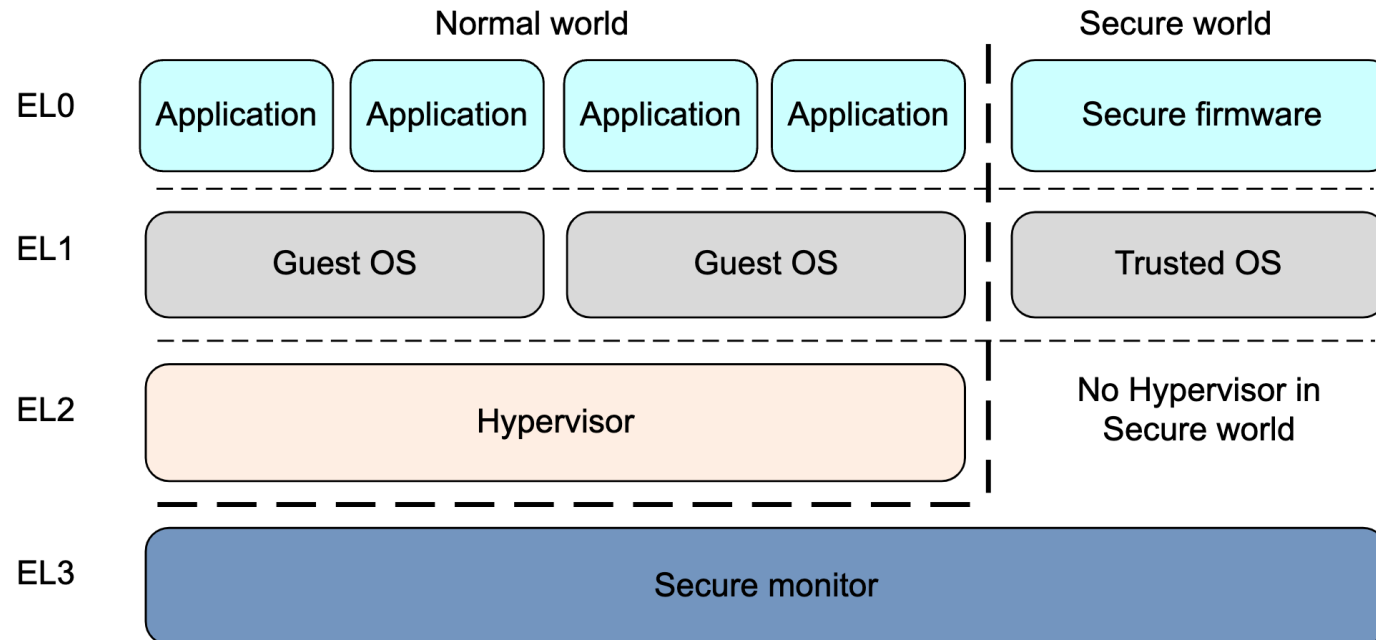 Normal world
Secure world
EL0
Application
Application
Application
Application
Secure firmware
EL1
Guest OS
Guest OS
Trusted OS
EL2
Hypervisor
No Hypervisor in
Secure world
EL3
Secure monitor